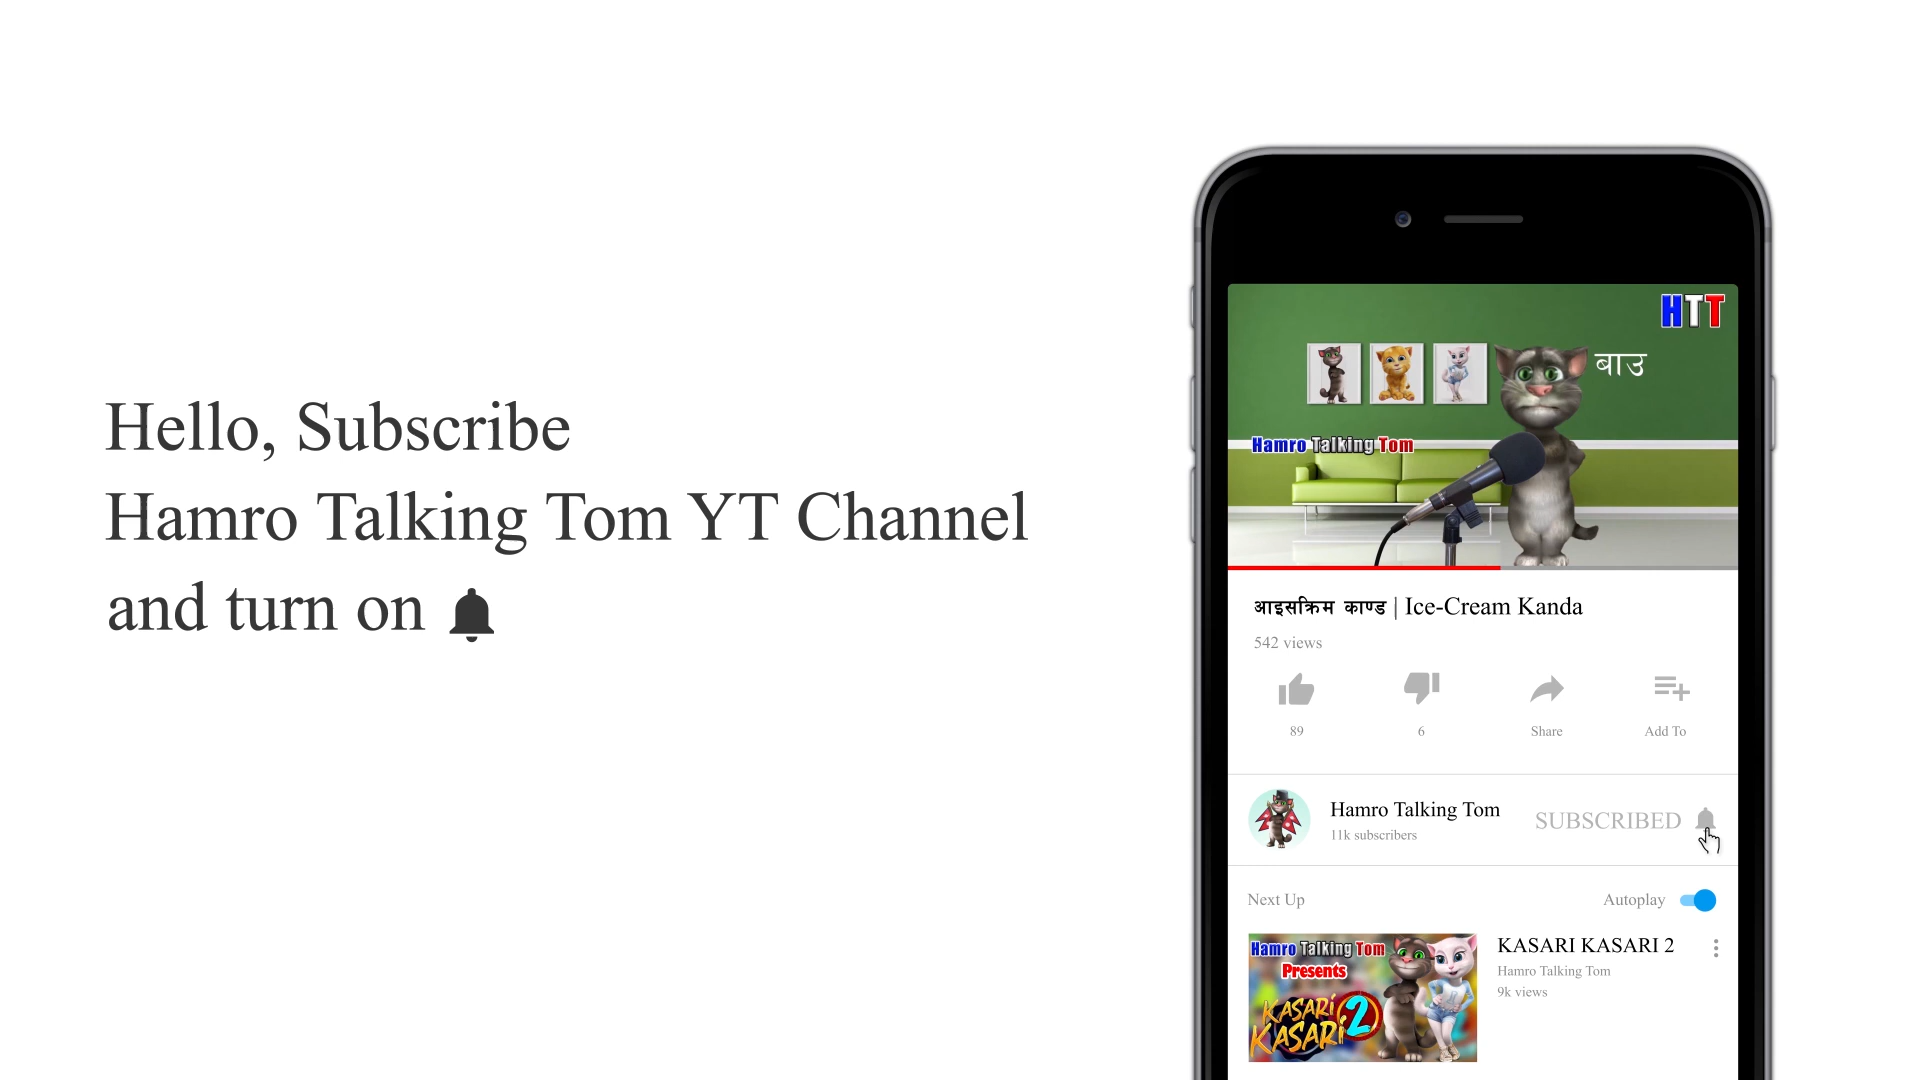 Hello, Subscribe
Hamro Talking Tom YT Channel
and turn on
HTT
बाउ
Hamro Talking Tom
आइसक्रिम काण्ड | Ice-Cream Kanda
542 views
89
6
Share
Add To
Hamro Talking Tom
11k subscribers
SUBSCRIBED
Next Up
Autoplay
Hamro Talking Tom
Presents
KASARI
KASARI 2
KASARI KASARI 2
Hamro Talking Tom
9k views